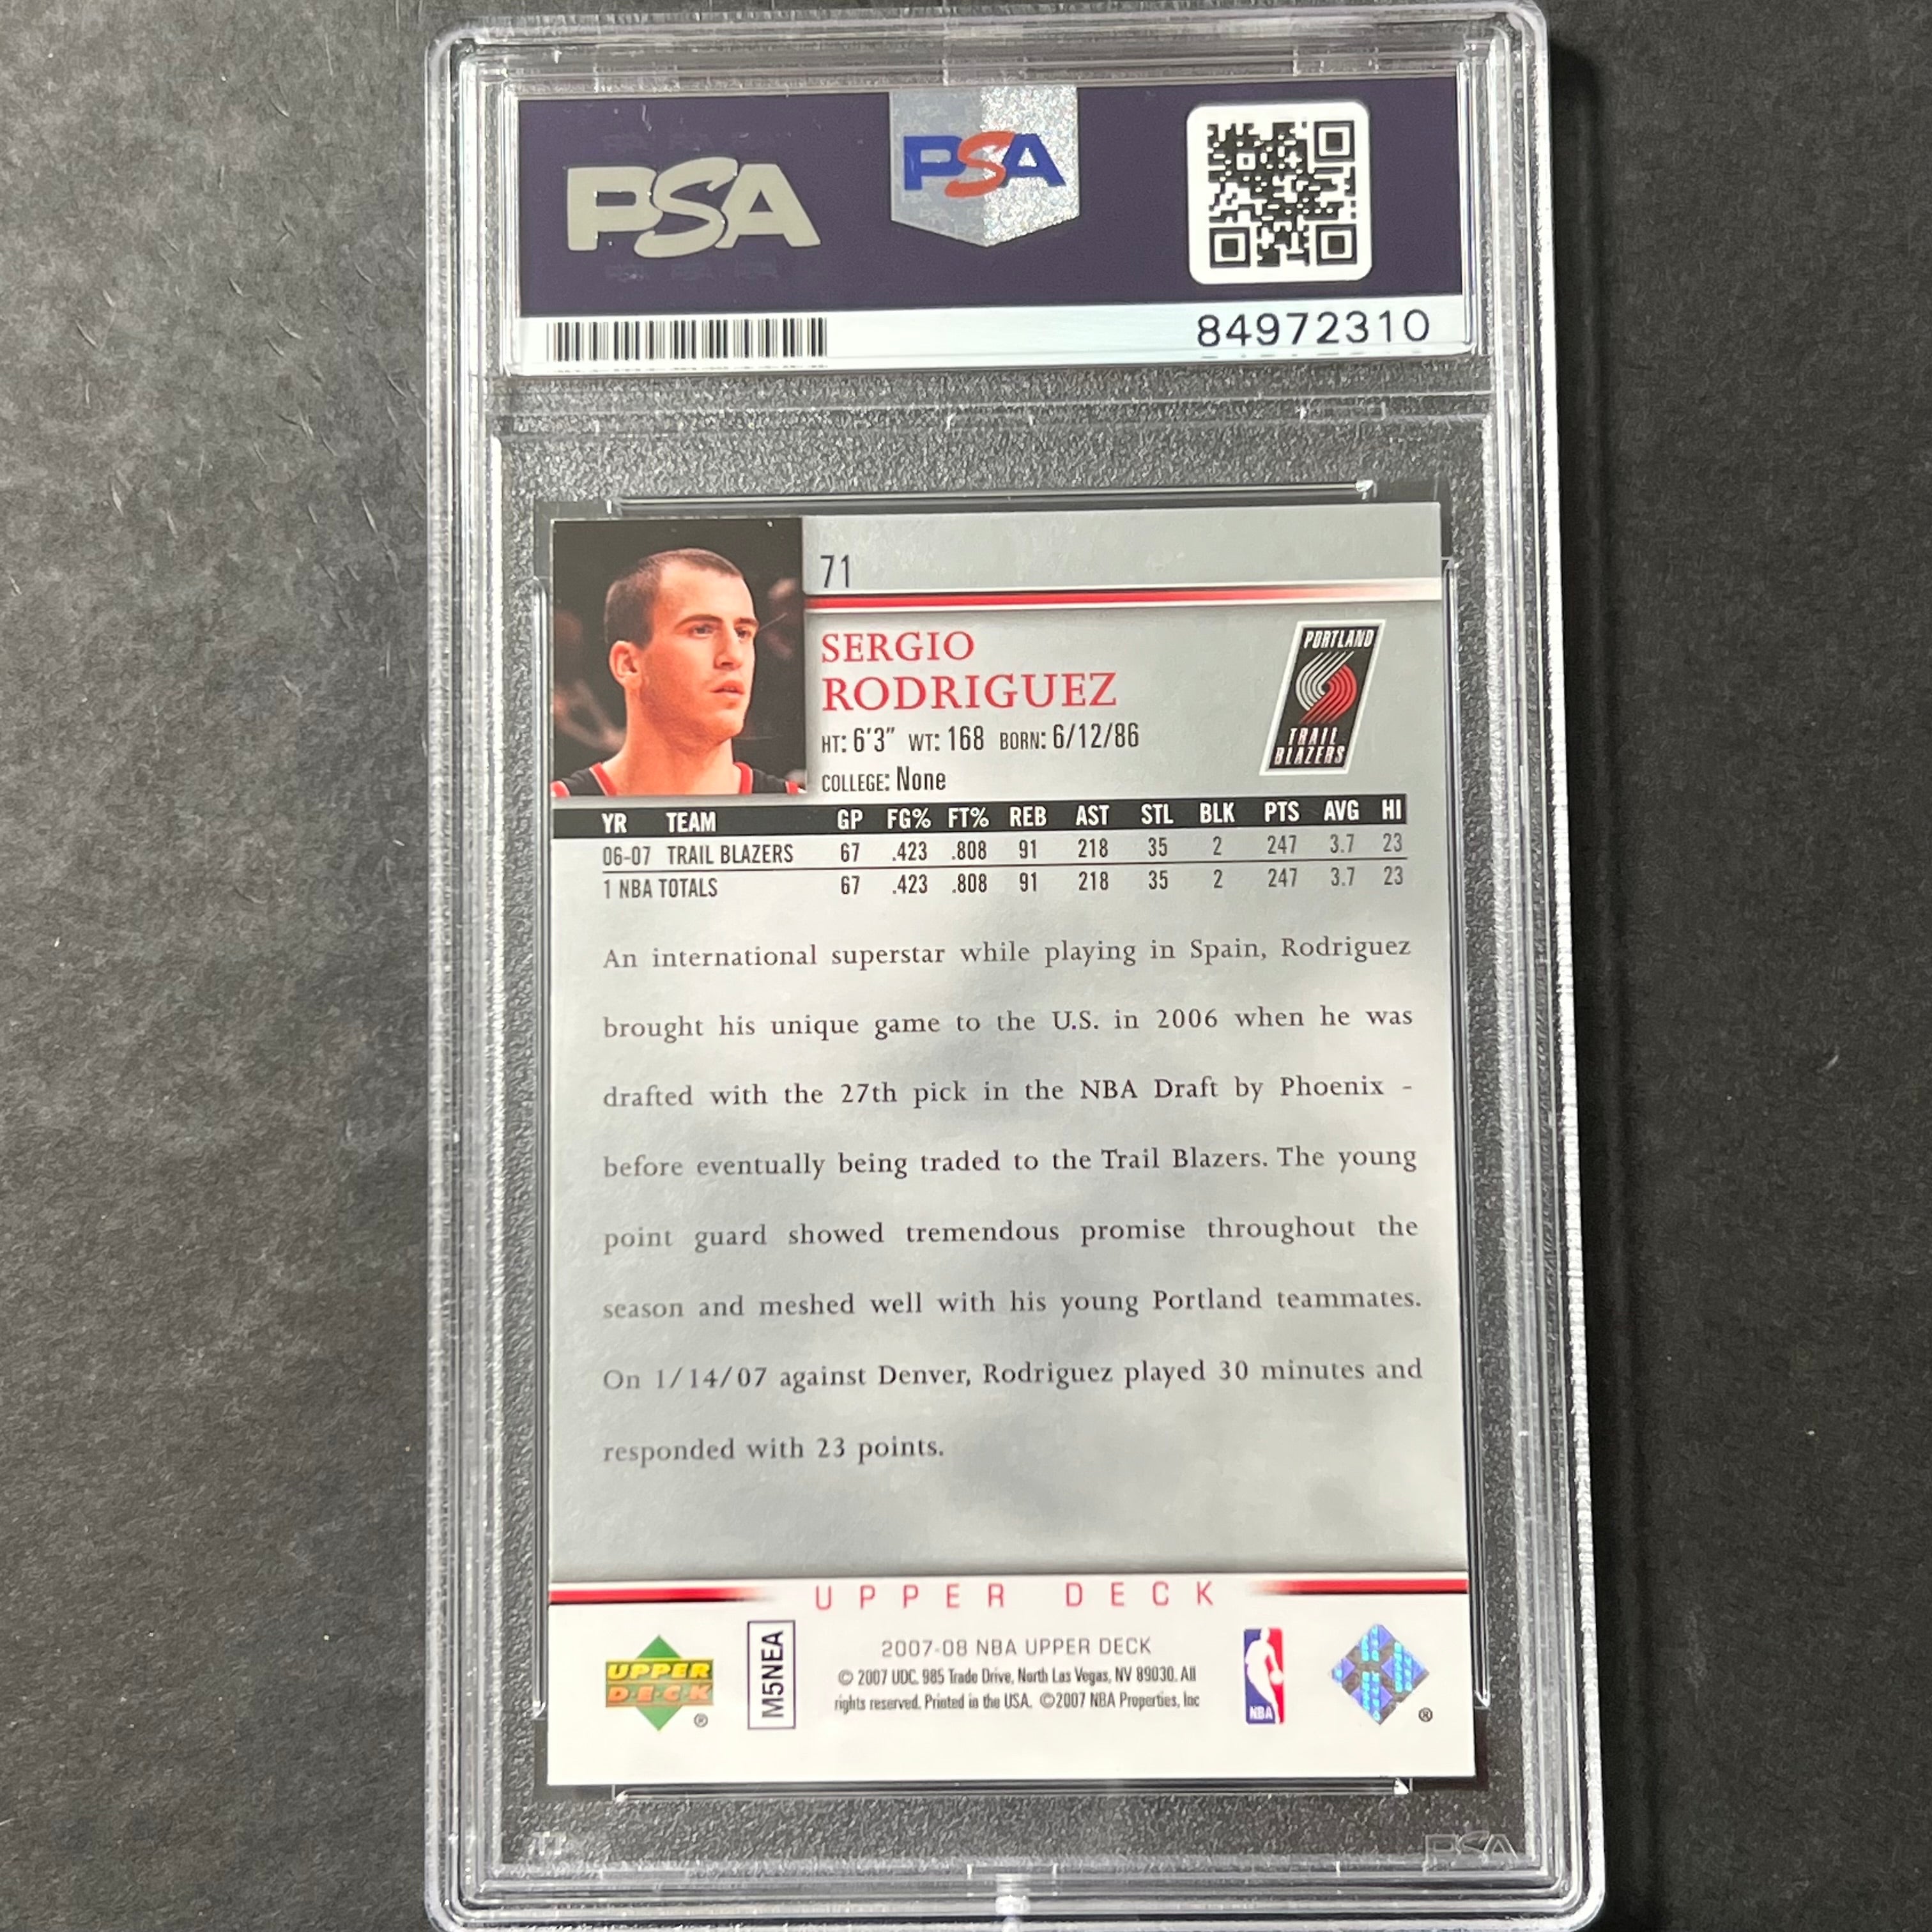 PSA
PSA
84972310
71
SERGIO
RODRIGUEZ
HT: 6'3" WT: 168 BORN: 6/12/86
COLLEGE: None
PORTLAND
TRAIL
BLAZERS
YR TEAM GP FG% FT% REB AST STL BLK PTS AVG HI
06-07 TRAIL BLAZERS 67 .423 .808 91 218 35 2 247 3.7 23
1 NBA TOTALS 67 .423 .808 91 218 35 2 247 3.7 23
An international superstar while playing in Spain, Rodriguez
brought his unique game to the U.S. in 2006 when he was
drafted with the 27th pick in the NBA Draft by Phoenix -
before eventually being traded to the Trail Blazers. The young
point guard showed tremendous promise throughout the
season and meshed well with his young Portland teammates.
On 1/14/07 against Denver, Rodriguez played 30 minutes and
responded with 23 points.
UPPER DECK
UPPER
DECK
®
M5NEA
2007-08 NBA UPPER DECK
© 2007 UDC. 985 Trade Drive, North Las Vegas, NV 89030. All
rights reserved. Printed in the USA. ©2007 NBA Properties, Inc
NBA
®
PSA